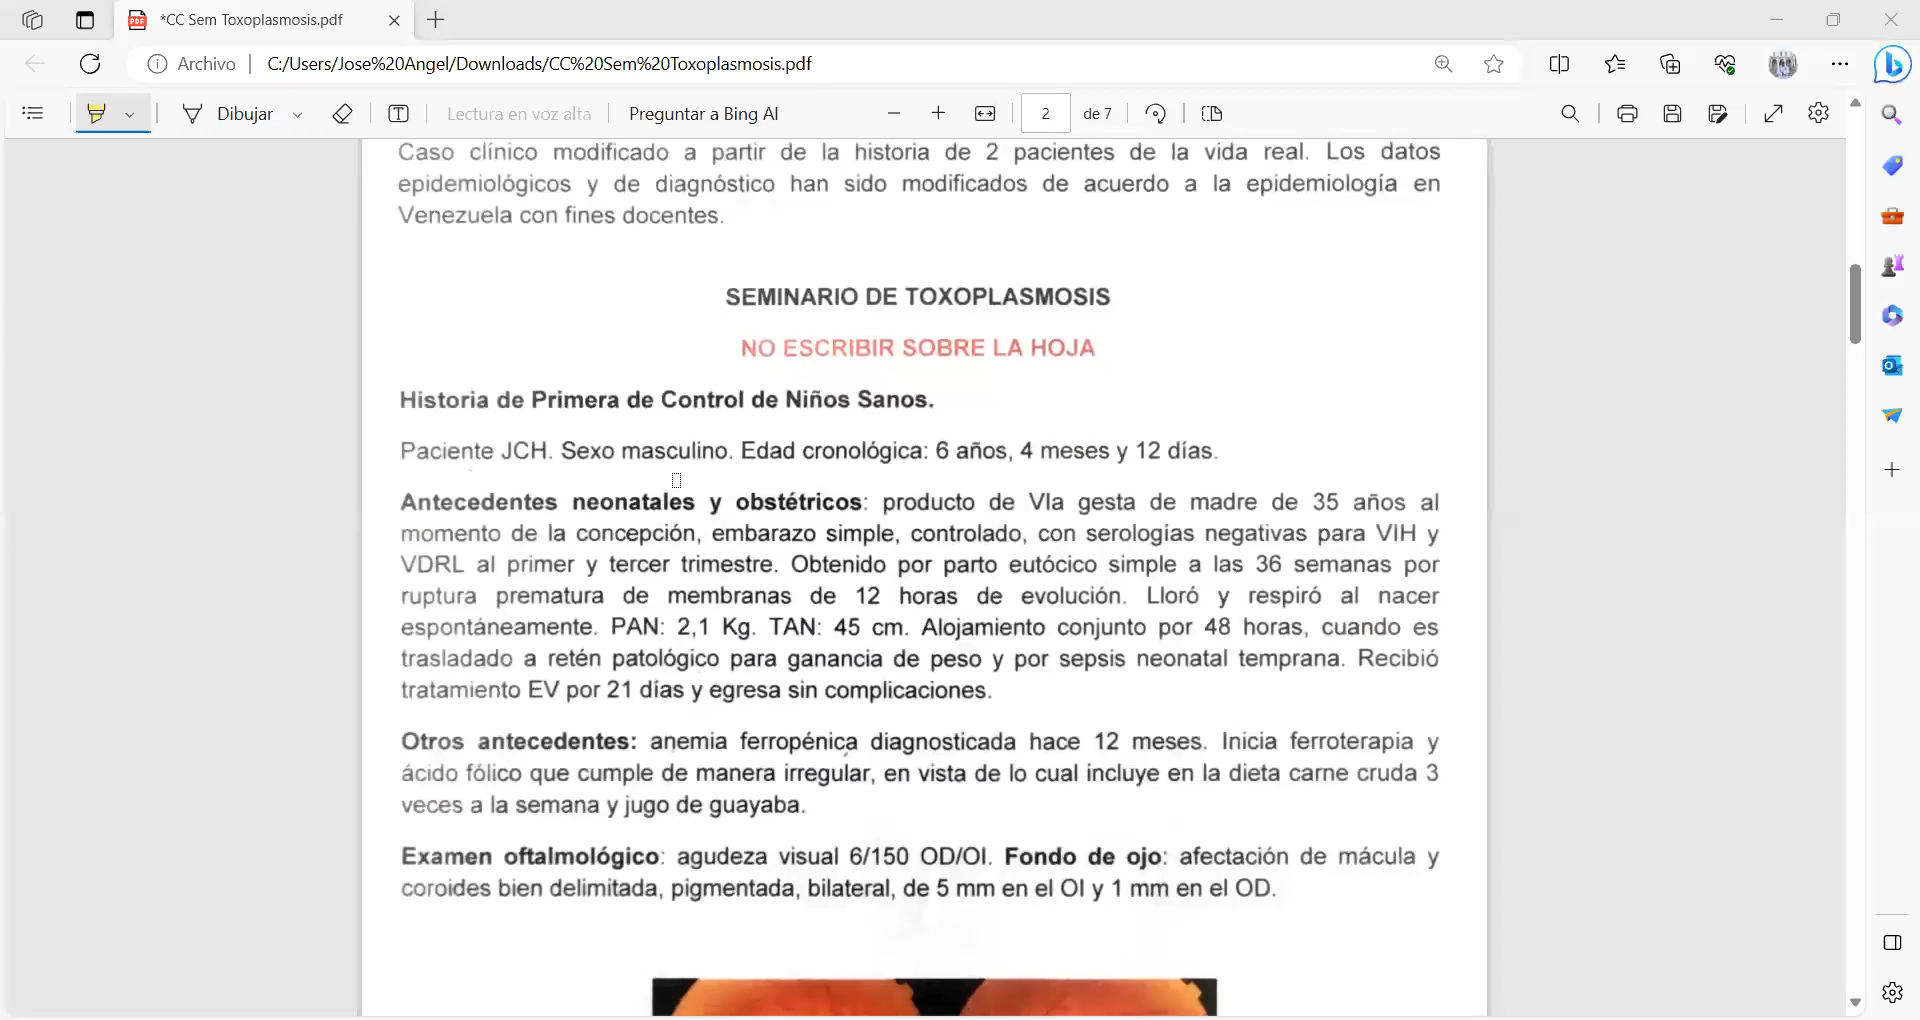 *CC Sem Toxoplasmosis.pdf
Archivo | C:/Users/Jose%20Angel/Downloads/CC%20Sem%20Toxoplasmosis.pdf
Dibujar Lectura en voz alta Preguntar a Bing AI 2 de 7
Caso clínico modificado a partir de la historia de 2 pacientes de la vida real. Los datos
epidemiológicos y de diagnóstico han sido modificados de acuerdo a la epidemiología en
Venezuela con fines docentes.
SEMINARIO DE TOXOPLASMOSIS
NO ESCRIBIR SOBRE LA HOJA
Historia de Primera de Control de Niños Sanos.
Paciente JCH. Sexo masculino. Edad cronológica: 6 años, 4 meses y 12 días.
Antecedentes neonatales y obstétricos: producto de VIa gesta de madre de 35 años al
momento de la concepción, embarazo simple, controlado, con serologías negativas para VIH y
VDRL al primer y tercer trimestre. Obtenido por parto eutócico simple a las 36 semanas por
ruptura prematura de membranas de 12 horas de evolución. Lloró y respiró al nacer
espontáneamente. PAN: 2,1 Kg. TAN: 45 cm. Alojamiento conjunto por 48 horas, cuando es
trasladado a retén patológico para ganancia de peso y por sepsis neonatal temprana. Recibió
tratamiento EV por 21 días y egresa sin complicaciones.
Otros antecedentes: anemia ferropénica diagnosticada hace 12 meses. Inicia ferroterapia y
ácido fólico que cumple de manera irregular, en vista de lo cual incluye en la dieta carne cruda 3
veces a la semana y jugo de guayaba.
Examen oftalmológico: agudeza visual 6/150 OD/OI. Fondo de ojo: afectación de mácula y
coroides bien delimitada, pigmentada, bilateral, de 5 mm en el OI y 1 mm en el OD.